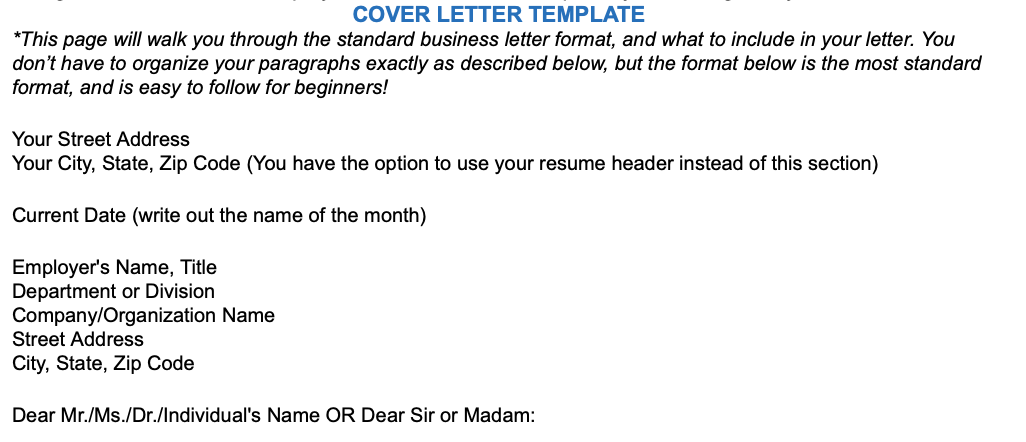 COVER LETTER TEMPLATE
*This page will walk you through the standard business letter format, and what to include in your letter. You
don’t have to organize your paragraphs exactly as described below, but the format below is the most standard
format, and is easy to follow for beginners!
Your Street Address
Your City, State, Zip Code (You have the option to use your resume header instead of this section)
Current Date (write out the name of the month)
Employer's Name, Title
Department or Division
Company/Organization Name
Street Address
City, State, Zip Code
Dear Mr./Ms./Dr./Individual's Name OR Dear Sir or Madam: